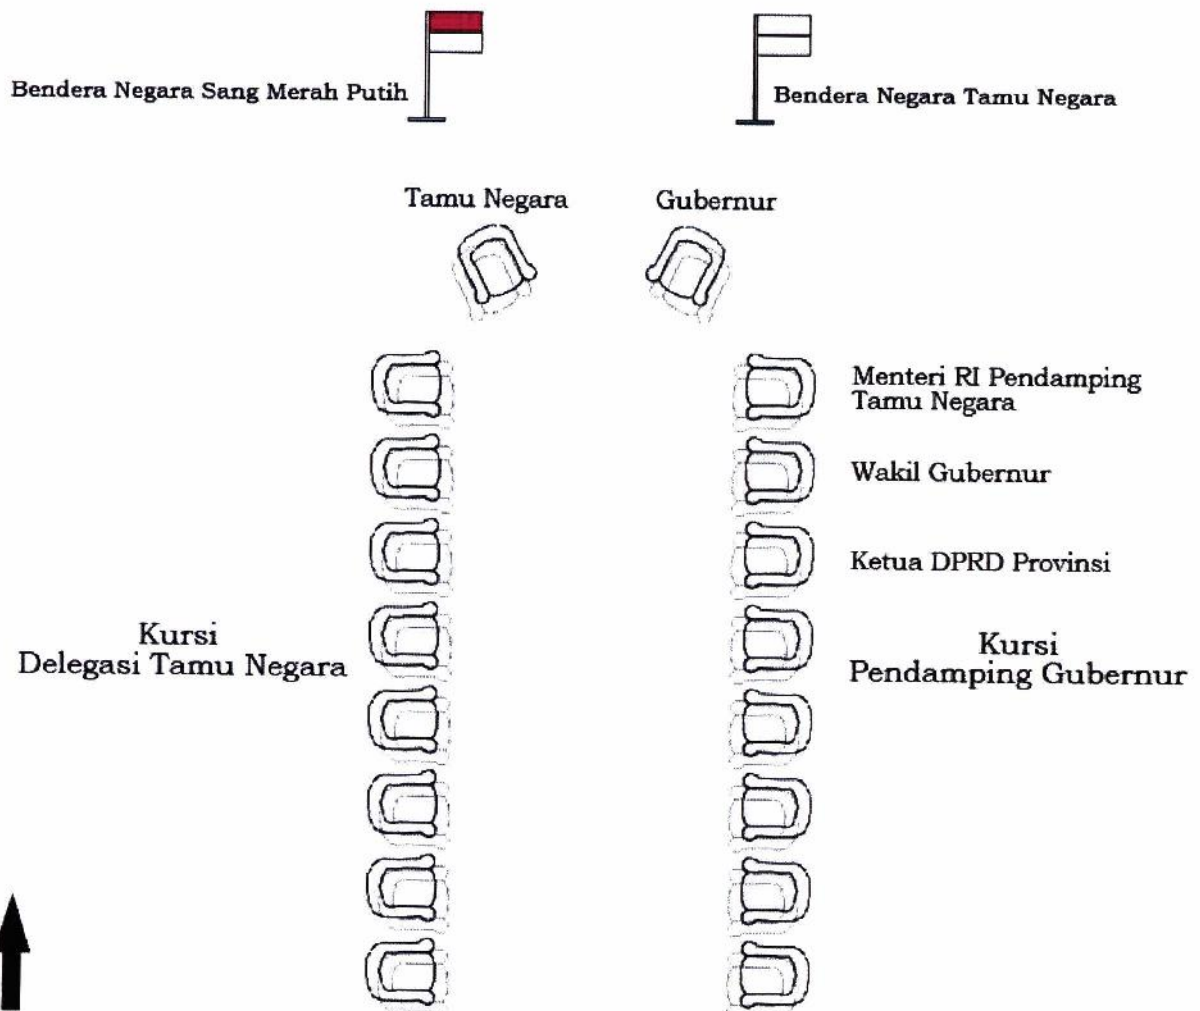 Bendera Negara Sang Merah Putih
Bendera Negara Tamu Negara
Tamu Negara
Gubernur
Menteri RI Pendamping
Tamu Negara
Wakil Gubernur
Ketua DPRD Provinsi
Kursi
Delegasi Tamu Negara
Kursi
Pendamping Gubernur